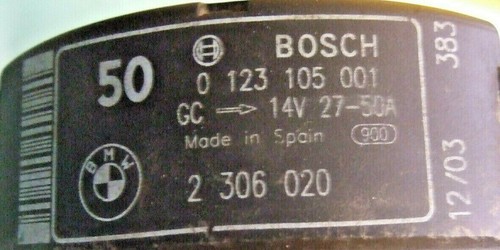 50 BOSCH
0 123 105 001
GC → 14V 27-50A
Made in Spain 900
BMW
2 306 020
12/03 383